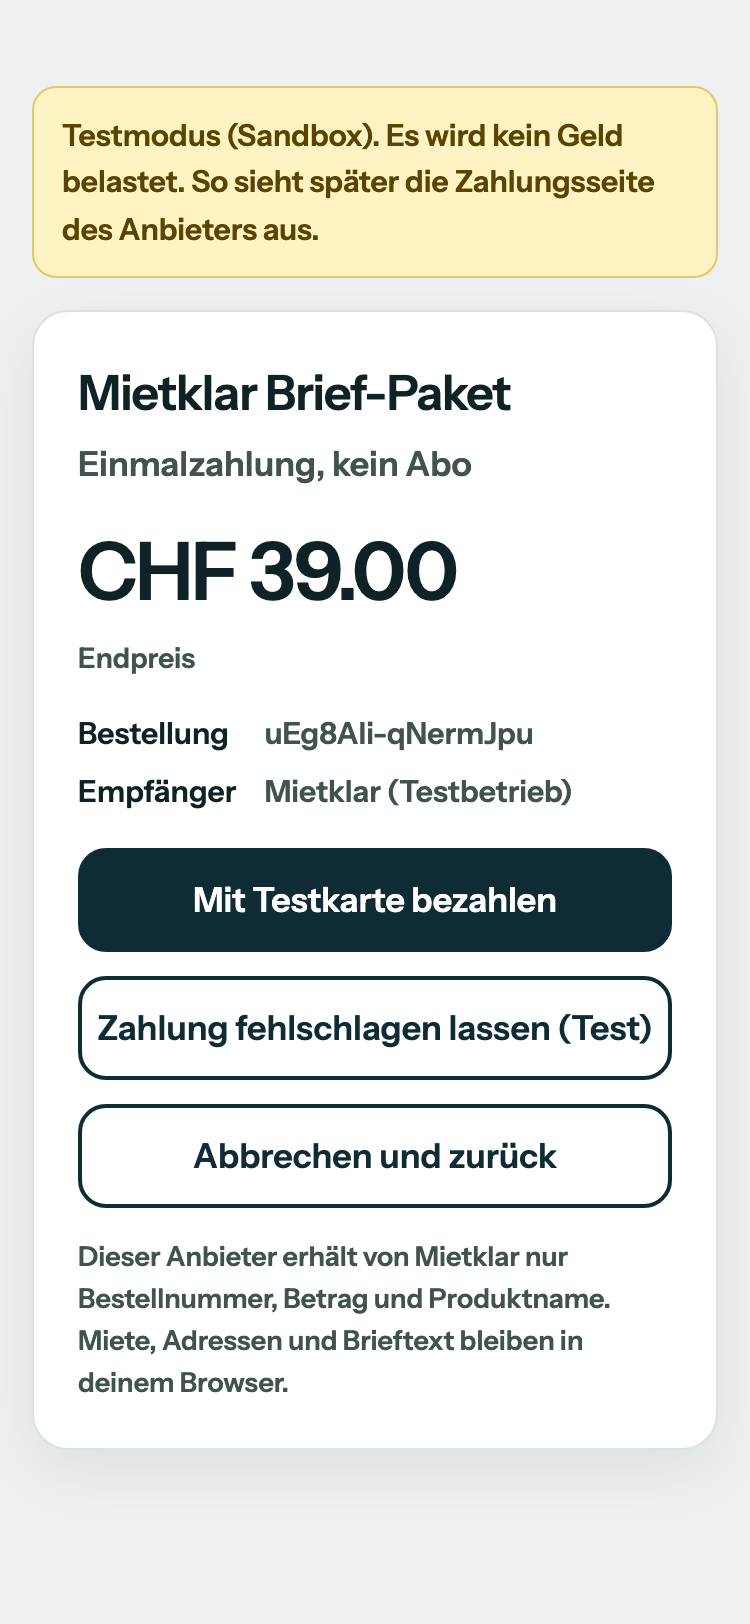 Testmodus (Sandbox). Es wird kein Geld
belastet. So sieht später die Zahlungsseite
des Anbieters aus.
Mietklar Brief-Paket
Einmalzahlung, kein Abo
CHF 39.00
Endpreis
Bestellung uEg8Ali-qNermJpu
Empfänger Mietklar (Testbetrieb)
Mit Testkarte bezahlen
Zahlung fehlschlagen lassen (Test)
Abbrechen und zurück
Dieser Anbieter erhält von Mietklar nur
Bestellnummer, Betrag und Produktname.
Miete, Adressen und Brieftext bleiben in
deinem Browser.